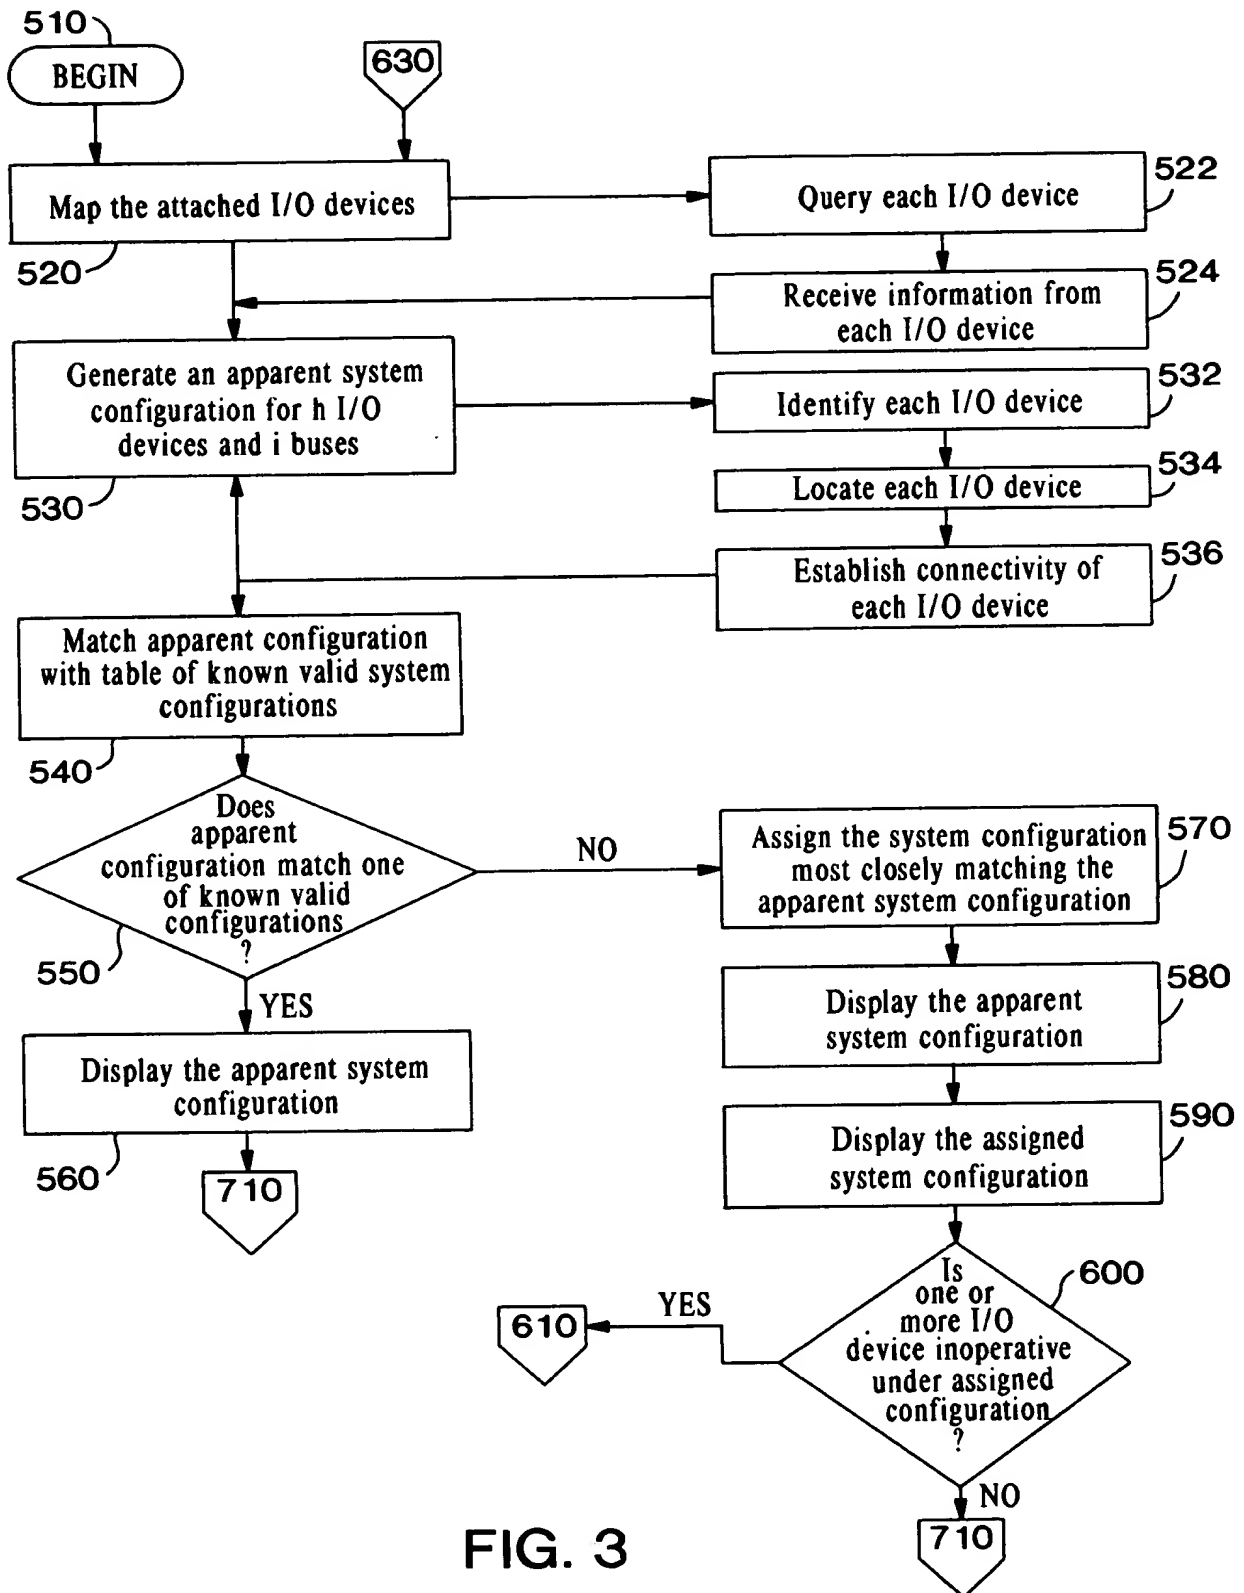 510
BEGIN
630
Map the attached I/O devices
520
Query each I/O device
522
Receive information from
each I/O device
524
Generate an apparent system
configuration for h I/O
devices and i buses
530
Identify each I/O device
532
Locate each I/O device
534
Establish connectivity of
each I/O device
536
Match apparent configuration
with table of known valid system
configurations
540
Does
apparent
configuration match one
of known valid
configurations
?
550
NO
YES
Display the apparent system
configuration
560
710
Assign the system configuration
most closely matching the
apparent system configuration
570
Display the apparent
system configuration
580
Display the assigned
system configuration
590
Is
one or
more I/O
device inoperative
under assigned
configuration
?
600
YES
610
NO
710
FIG. 3